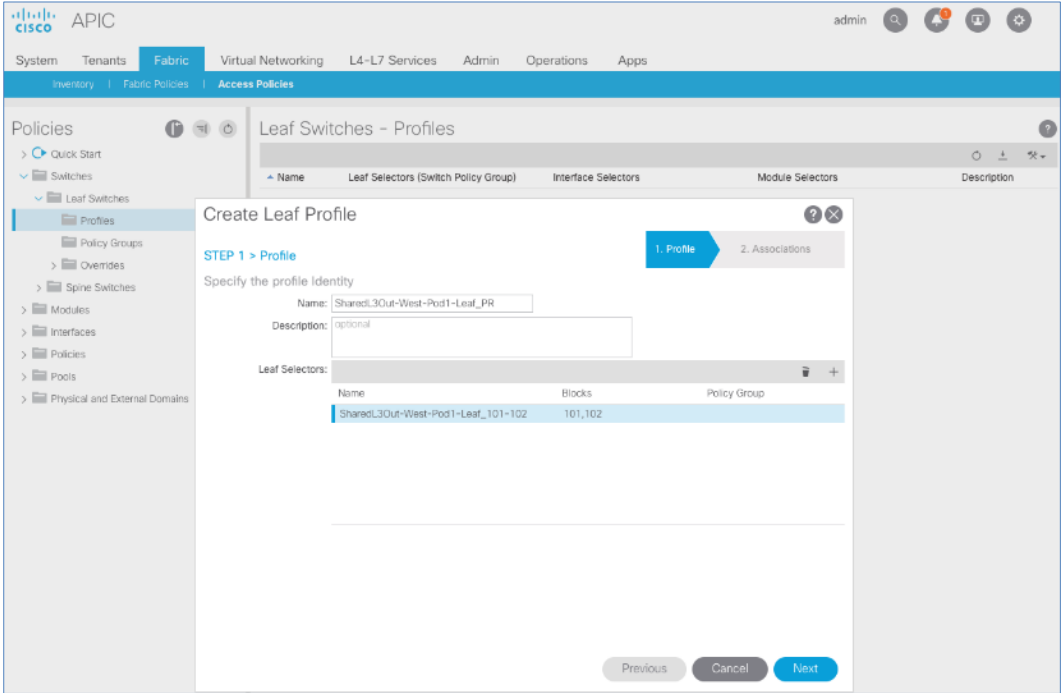 CISCO APIC
admin
1
System Tenants Fabric Virtual Networking L4-L7 Services Admin Operations Apps
Inventory | Fabric Policies | Access Policies
Policies
Quick Start
Switches
Leaf Switches
Profiles
Policy Groups
Overrides
Spine Switches
Modules
Interfaces
Policies
Pools
Physical and External Domains
Leaf Switches - Profiles
Name Leaf Selectors (Switch Policy Group) Interface Selectors Module Selectors Description
Create Leaf Profile
STEP 1 > Profile
1. Profile 2. Associations
Specify the profile Identity
Name: SharedL3Out-West-Pod1-Leaf_PR
Description: optional
Leaf Selectors:
Name Blocks Policy Group
SharedL3Out-West-Pod1-Leaf_101-102 101,102
Previous Cancel Next